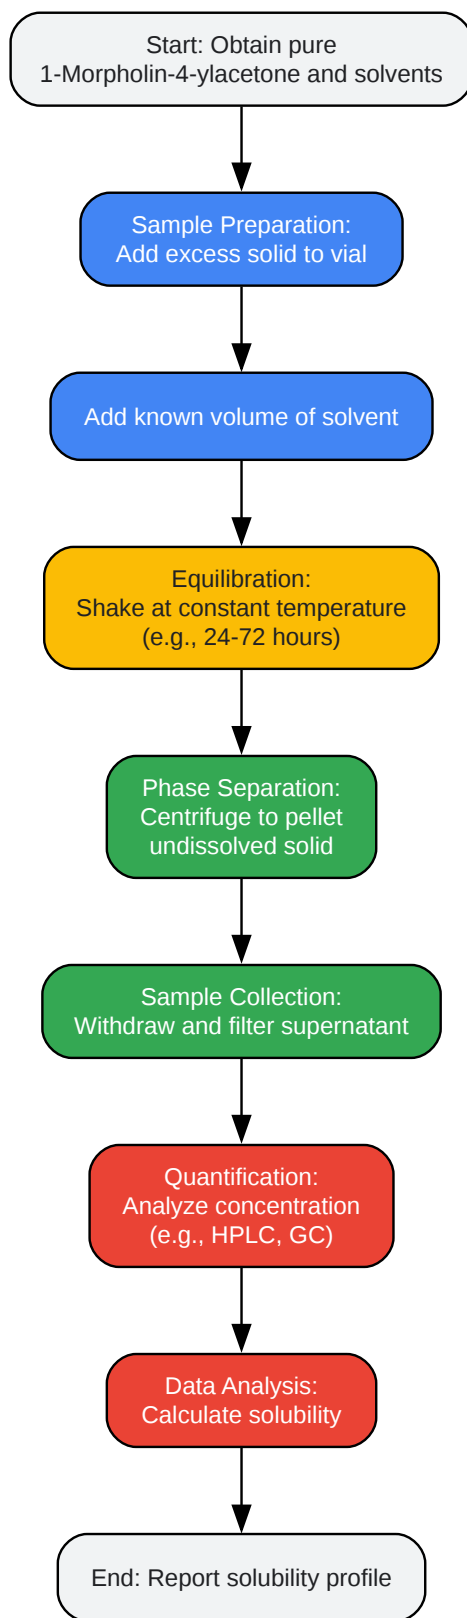 Start: Obtain pure
1-Morpholin-4-ylacetone and solvents
Sample Preparation:
Add excess solid to vial
Add known volume of solvent
Equilibration:
Shake at constant temperature
(e.g., 24-72 hours)
Phase Separation:
Centrifuge to pellet
undissolved solid
Sample Collection:
Withdraw and filter supernatant
Quantification:
Analyze concentration
(e.g., HPLC, GC)
Data Analysis:
Calculate solubility
End: Report solubility profile